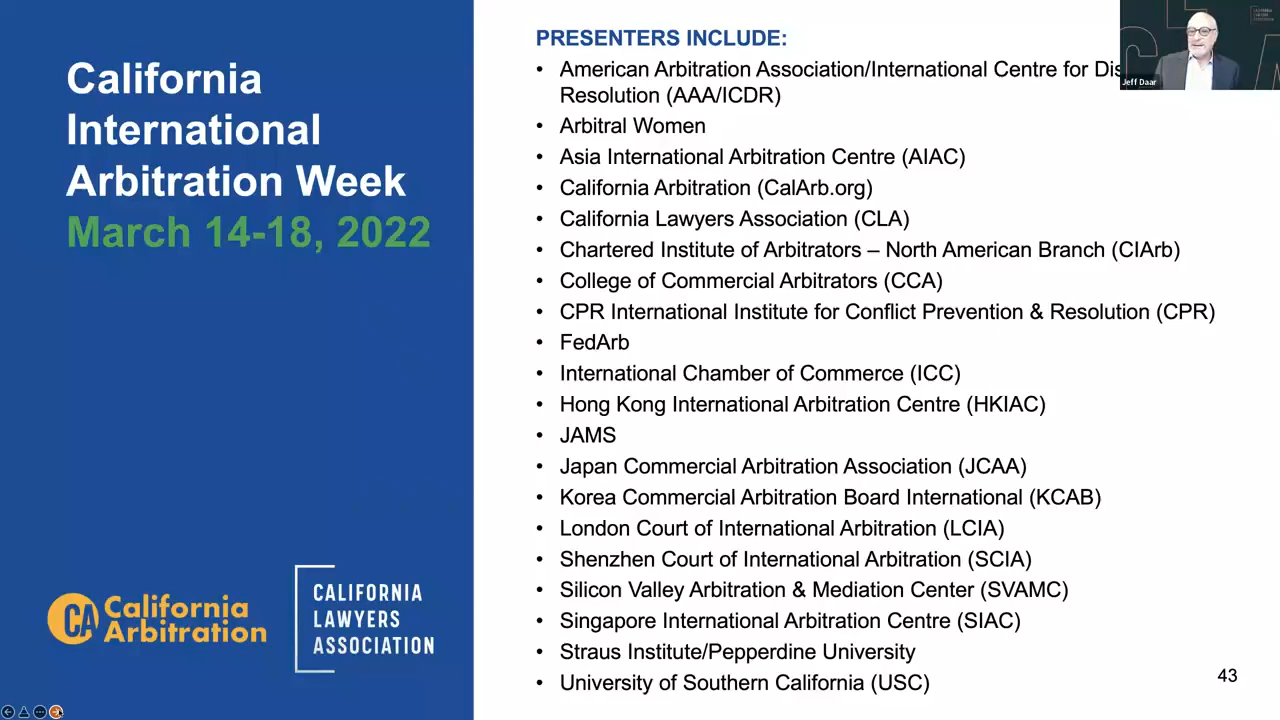 California
International
Arbitration Week
March 14-18, 2022
CA California
Arbitration
CALIFORNIA
LAWYERS
ASSOCIATION
PRESENTERS INCLUDE:
• American Arbitration Association/International Centre for Dis
Resolution (AAA/ICDR)
• Arbitral Women
• Asia International Arbitration Centre (AIAC)
• California Arbitration (CalArb.org)
• California Lawyers Association (CLA)
• Chartered Institute of Arbitrators – North American Branch (CIArb)
• College of Commercial Arbitrators (CCA)
• CPR International Institute for Conflict Prevention & Resolution (CPR)
• FedArb
• International Chamber of Commerce (ICC)
• Hong Kong International Arbitration Centre (HKIAC)
• JAMS
• Japan Commercial Arbitration Association (JCAA)
• Korea Commercial Arbitration Board International (KCAB)
• London Court of International Arbitration (LCIA)
• Shenzhen Court of International Arbitration (SCIA)
• Silicon Valley Arbitration & Mediation Center (SVAMC)
• Singapore International Arbitration Centre (SIAC)
• Straus Institute/Pepperdine University
• University of Southern California (USC)
43
Jeff Daar